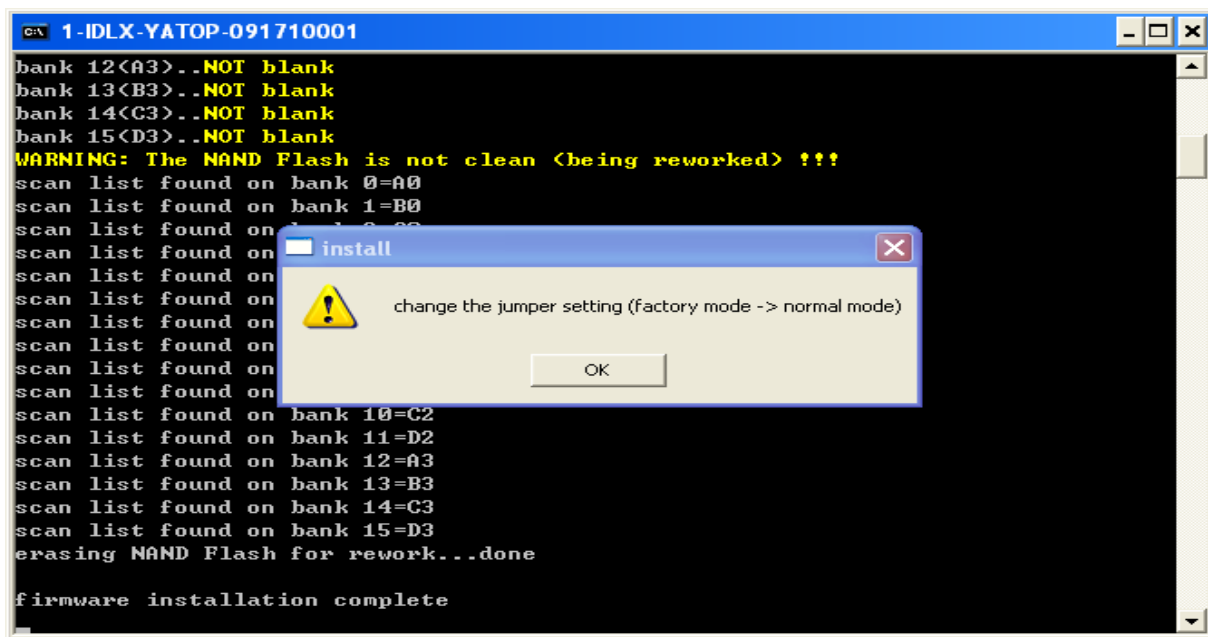 1-IDLX-YATOP-091710001
bank 12(A3)..NOT blank
bank 13(B3)..NOT blank
bank 14(C3)..NOT blank
bank 15(D3)..NOT blank
WARNING: The NAND Flash is not clean (being reworked) !!!
scan list found on bank 0=A0
scan list found on bank 1=B0
scan list found on
scan list found on
scan list found on
scan list found on
scan list found on
scan list found on
scan list found on
scan list found on
scan list found on bank 10=C2
scan list found on bank 11=D2
scan list found on bank 12=A3
scan list found on bank 13=B3
scan list found on bank 14=C3
scan list found on bank 15=D3
erasing NAND Flash for rework...done
firmware installation complete
install
change the jumper setting (factory mode -> normal mode)
OK